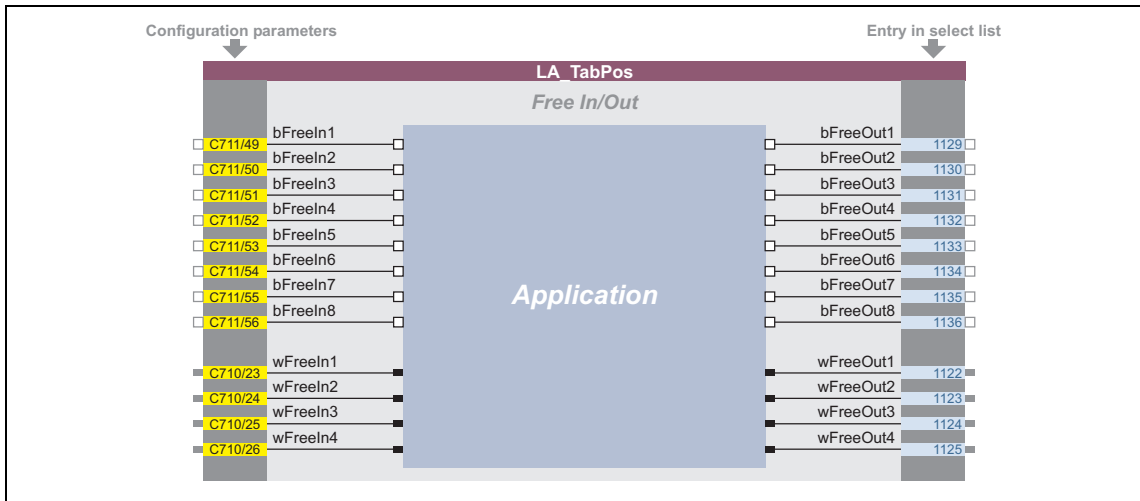 Configuration parameters Entry in select list
LA_TabPos
Free In/Out
bFreeIn1 bFreeOut1
C711/49 1129
bFreeIn2 bFreeOut2
C711/50 1130
bFreeIn3 bFreeOut3
C711/51 1131
bFreeIn4 bFreeOut4
C711/52 1132
bFreeIn5 bFreeOut5
C711/53 1133
bFreeIn6 bFreeOut6
C711/54 1134
bFreeIn7 Application bFreeOut7
C711/55 1135
bFreeIn8 bFreeOut8
C711/56 1136
wFreeIn1 wFreeOut1
C710/23 1122
wFreeIn2 wFreeOut2
C710/24 1123
wFreeIn3 wFreeOut3
C710/25 1124
wFreeIn4 wFreeOut4
C710/26 1125